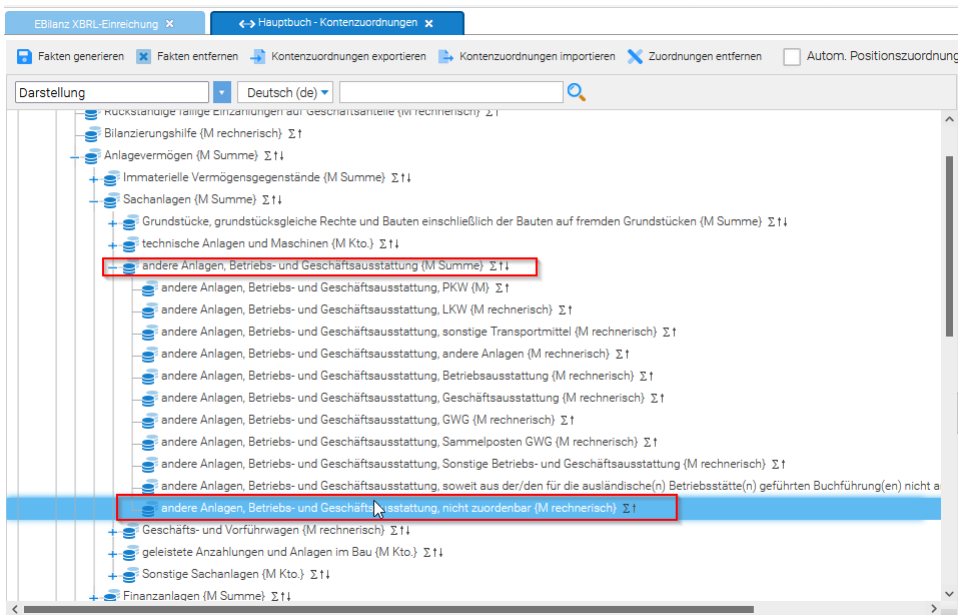 EBilanz XBRL-Einreichung × Hauptbuch - Kontenzuordnungen ×
Fakten generieren Fakten entfernen Kontenzuordnungen exportieren Kontenzuordnungen importieren Zuordnungen entfernen Autom. Positionszuordnung
Darstellung Deutsch (de)
Rückständige fällige Einzahlungen auf Geschäftsanteile {M rechnerisch} Σ↑
Bilanzierungshilfe {M rechnerisch} Σ↑
Anlagevermögen {M Summe} Σ↑↓
Immaterielle Vermögensgegenstände {M Summe} Σ↑↓
Sachanlagen {M Summe} Σ↑↓
Grundstücke, grundstücksgleiche Rechte und Bauten einschließlich der Bauten auf fremden Grundstücken {M Summe} Σ↑↓
technische Anlagen und Maschinen {M Kto.} Σ↑↓
andere Anlagen, Betriebs- und Geschäftsausstattung {M Summe} Σ↑↓
andere Anlagen, Betriebs- und Geschäftsausstattung, PKW {M} Σ↑
andere Anlagen, Betriebs- und Geschäftsausstattung, LKW {M rechnerisch} Σ↑
andere Anlagen, Betriebs- und Geschäftsausstattung, sonstige Transportmittel {M rechnerisch} Σ↑
andere Anlagen, Betriebs- und Geschäftsausstattung, andere Anlagen {M rechnerisch} Σ↑
andere Anlagen, Betriebs- und Geschäftsausstattung, Betriebsausstattung {M rechnerisch} Σ↑
andere Anlagen, Betriebs- und Geschäftsausstattung, Geschäftsausstattung {M rechnerisch} Σ↑
andere Anlagen, Betriebs- und Geschäftsausstattung, GWG {M rechnerisch} Σ↑
andere Anlagen, Betriebs- und Geschäftsausstattung, Sammelposten GWG {M rechnerisch} Σ↑
andere Anlagen, Betriebs- und Geschäftsausstattung, Sonstige Betriebs- und Geschäftsausstattung {M rechnerisch} Σ↑
andere Anlagen, Betriebs- und Geschäftsausstattung, soweit aus der/den für die ausländische(n) Betriebsstätte(n) geführten Buchführung(en) nicht a
andere Anlagen, Betriebs- und Geschäftsausstattung, nicht zuordenbar {M rechnerisch} Σ↑
Geschäfts- und Vorführwagen {M rechnerisch} Σ↑↓
geleistete Anzahlungen und Anlagen im Bau {M Kto.} Σ↑↓
Sonstige Sachanlagen {M Kto.} Σ↑↓
Finanzanlagen {M Summe} Σ↑↓